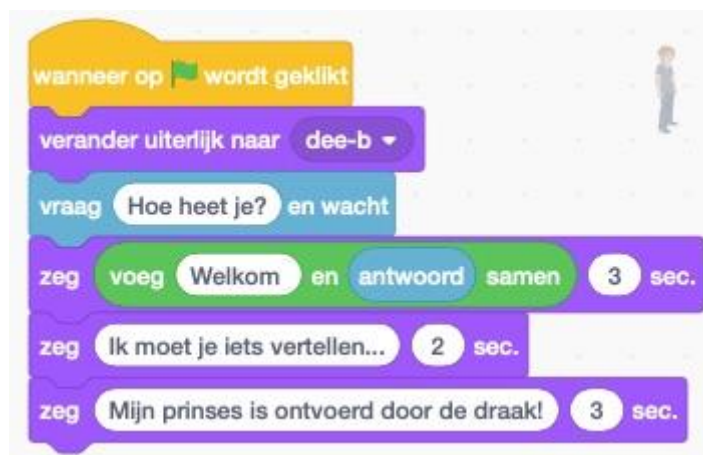 wanneer op wordt geklikt
verander uiterlijk naar dee-b
vraag Hoe heet je? en wacht
zeg voeg Welkom en antwoord samen 3 sec.
zeg Ik moet je iets vertellen... 2 sec.
zeg Mijn prinses is ontvoerd door de draak! 3 sec.